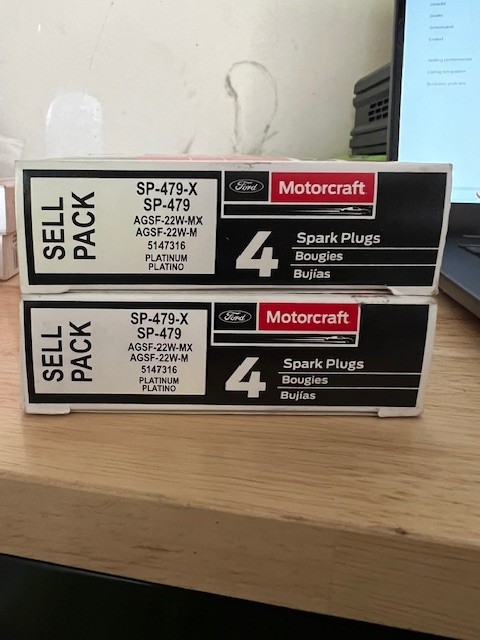 SELL PACK
SP-479-X
SP-479
AGSF-22W-MX
AGSF-22W-M
5147316
PLATINUM
PLATINO
Ford Motorcraft
4
Spark Plugs
Bougies
Bujías
SELL PACK
SP-479-X
SP-479
AGSF-22W-MX
AGSF-22W-M
5147316
PLATINUM
PLATINO
Ford Motorcraft
4
Spark Plugs
Bougies
Bujías